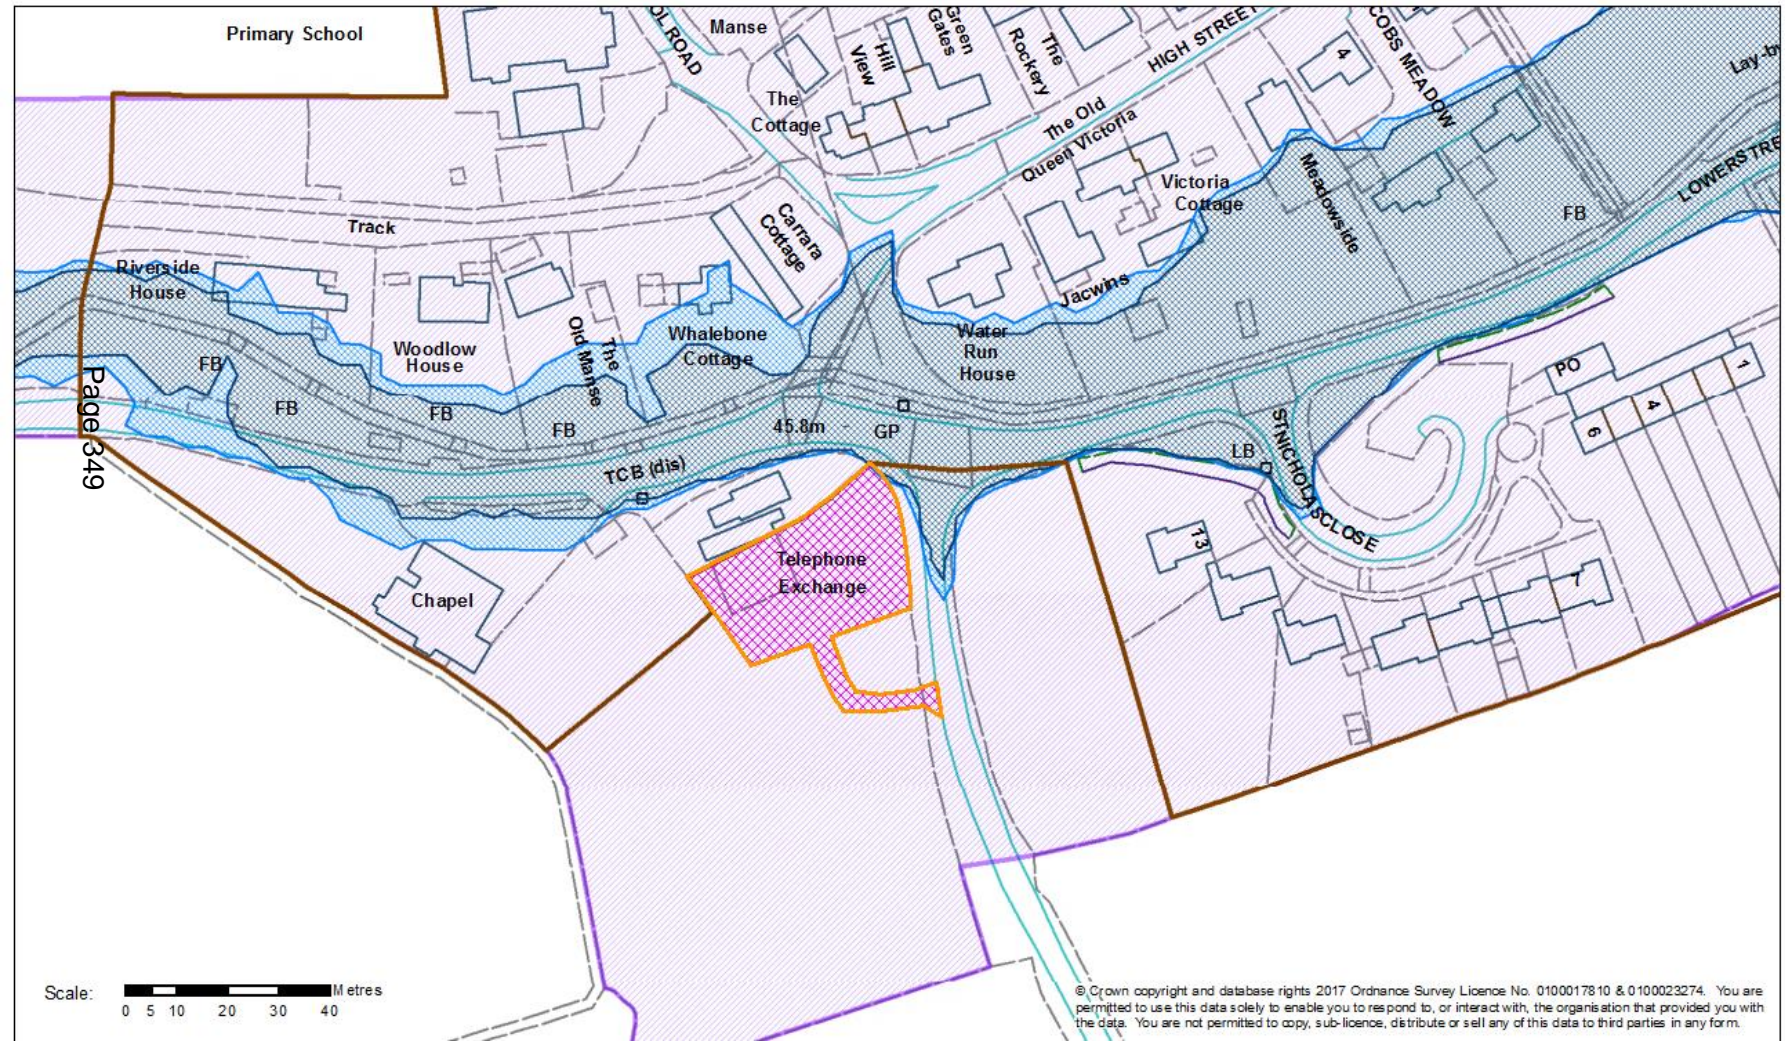 Primary School
OL ROAD
Manse
Hill
View
Green
Gates
The
Rockery
HIGH STREET
4
COBS MEADOW
Lay-b
The
Cottage
The Old
Queen Victoria
Victoria
Cottage
Meadowside
FB
LOWER STRE
Track
Carrara
Cottage
Riverside
House
Jacwins
Whalebone
Cottage
Water
Run
House
Woodlow
House
The
Old Manse
FB
FB
FB
FB
45.8m
GP
Page 349
TCB (dis)
LB
ST NICHOLAS CLOSE
PO
1
4
6
Telephone
Exchange
13
7
Chapel
Scale:
Metres
0 5 10 20 30 40
© Crown copyright and database rights 2017 Ordnance Survey Licence No. 0100017810 & 0100023274. You are
permitted to use this data solely to enable you to respond to, or interact with, the organisation that provided you with
the data. You are not permitted to copy, sub-licence, distribute or sell any of this data to third parties in any form.